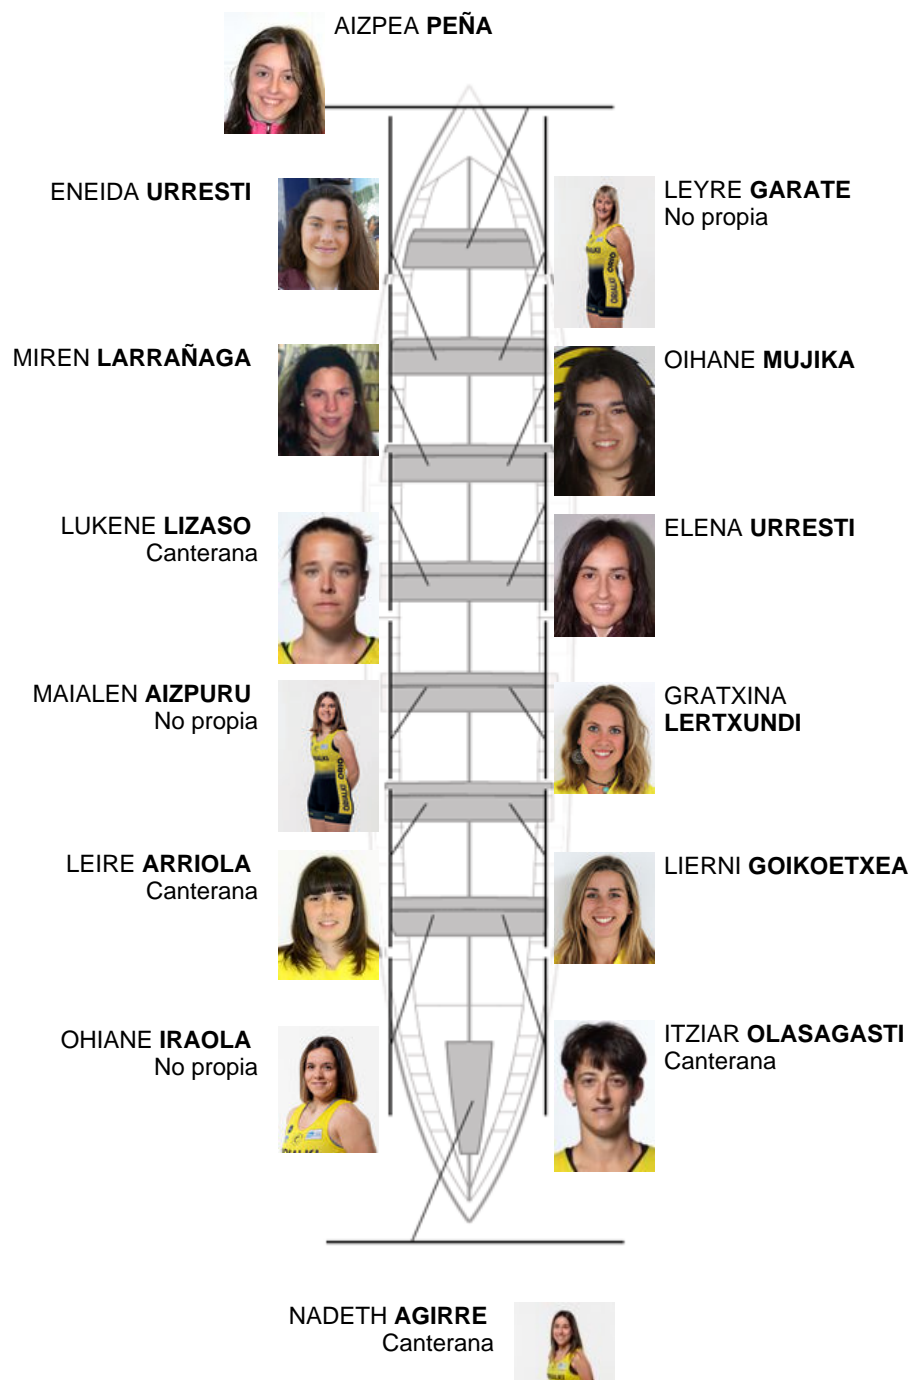 AIZPEA PEÑA
ENEIDA URRESTI
LEYRE GARATE
No propia
MIREN LARRAÑAGA
OIHANE MUJIKA
LUKENE LIZASO
Canterana
ELENA URRESTI
MAIALEN AIZPURU
No propia
GRATXINA
LERTXUNDI
LEIRE ARRIOLA
Canterana
LIERNI GOIKOETXEA
OHIANE IRAOLA
No propia
ITZIAR OLASAGASTI
Canterana
NADETH AGIRRE
Canterana